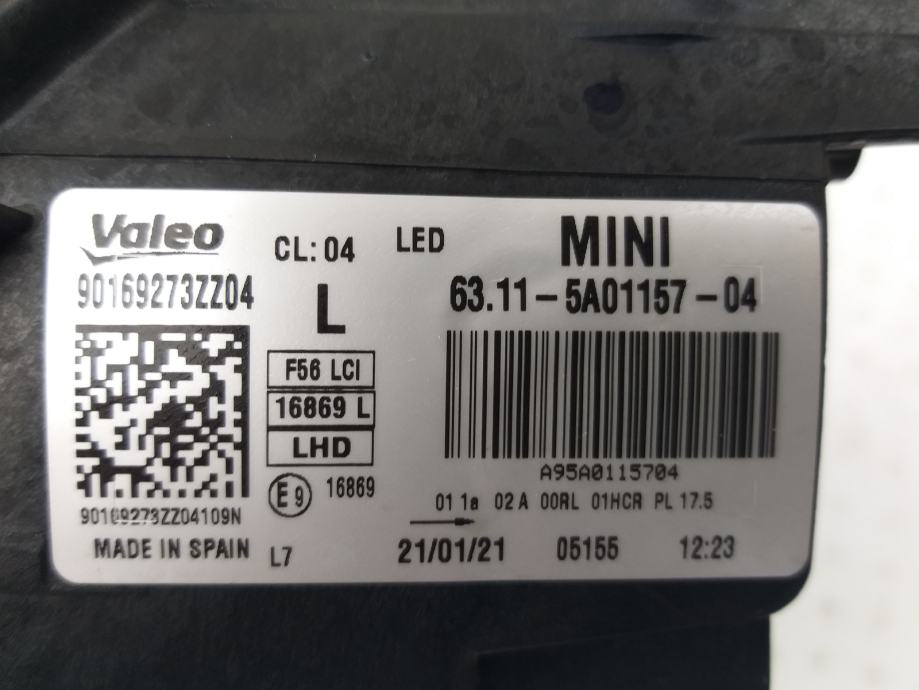 Valeo
CL: 04
LED
MINI
90169273ZZ04
L
63.11-5A01157-04
F56 LCI
16869 L
LHD
A95A0115704
E9 16869
01 1a 02 A 00RL 01HCR PL 17.5
90169273ZZ04109N
MADE IN SPAIN
L7
21/01/21 05155 12:23